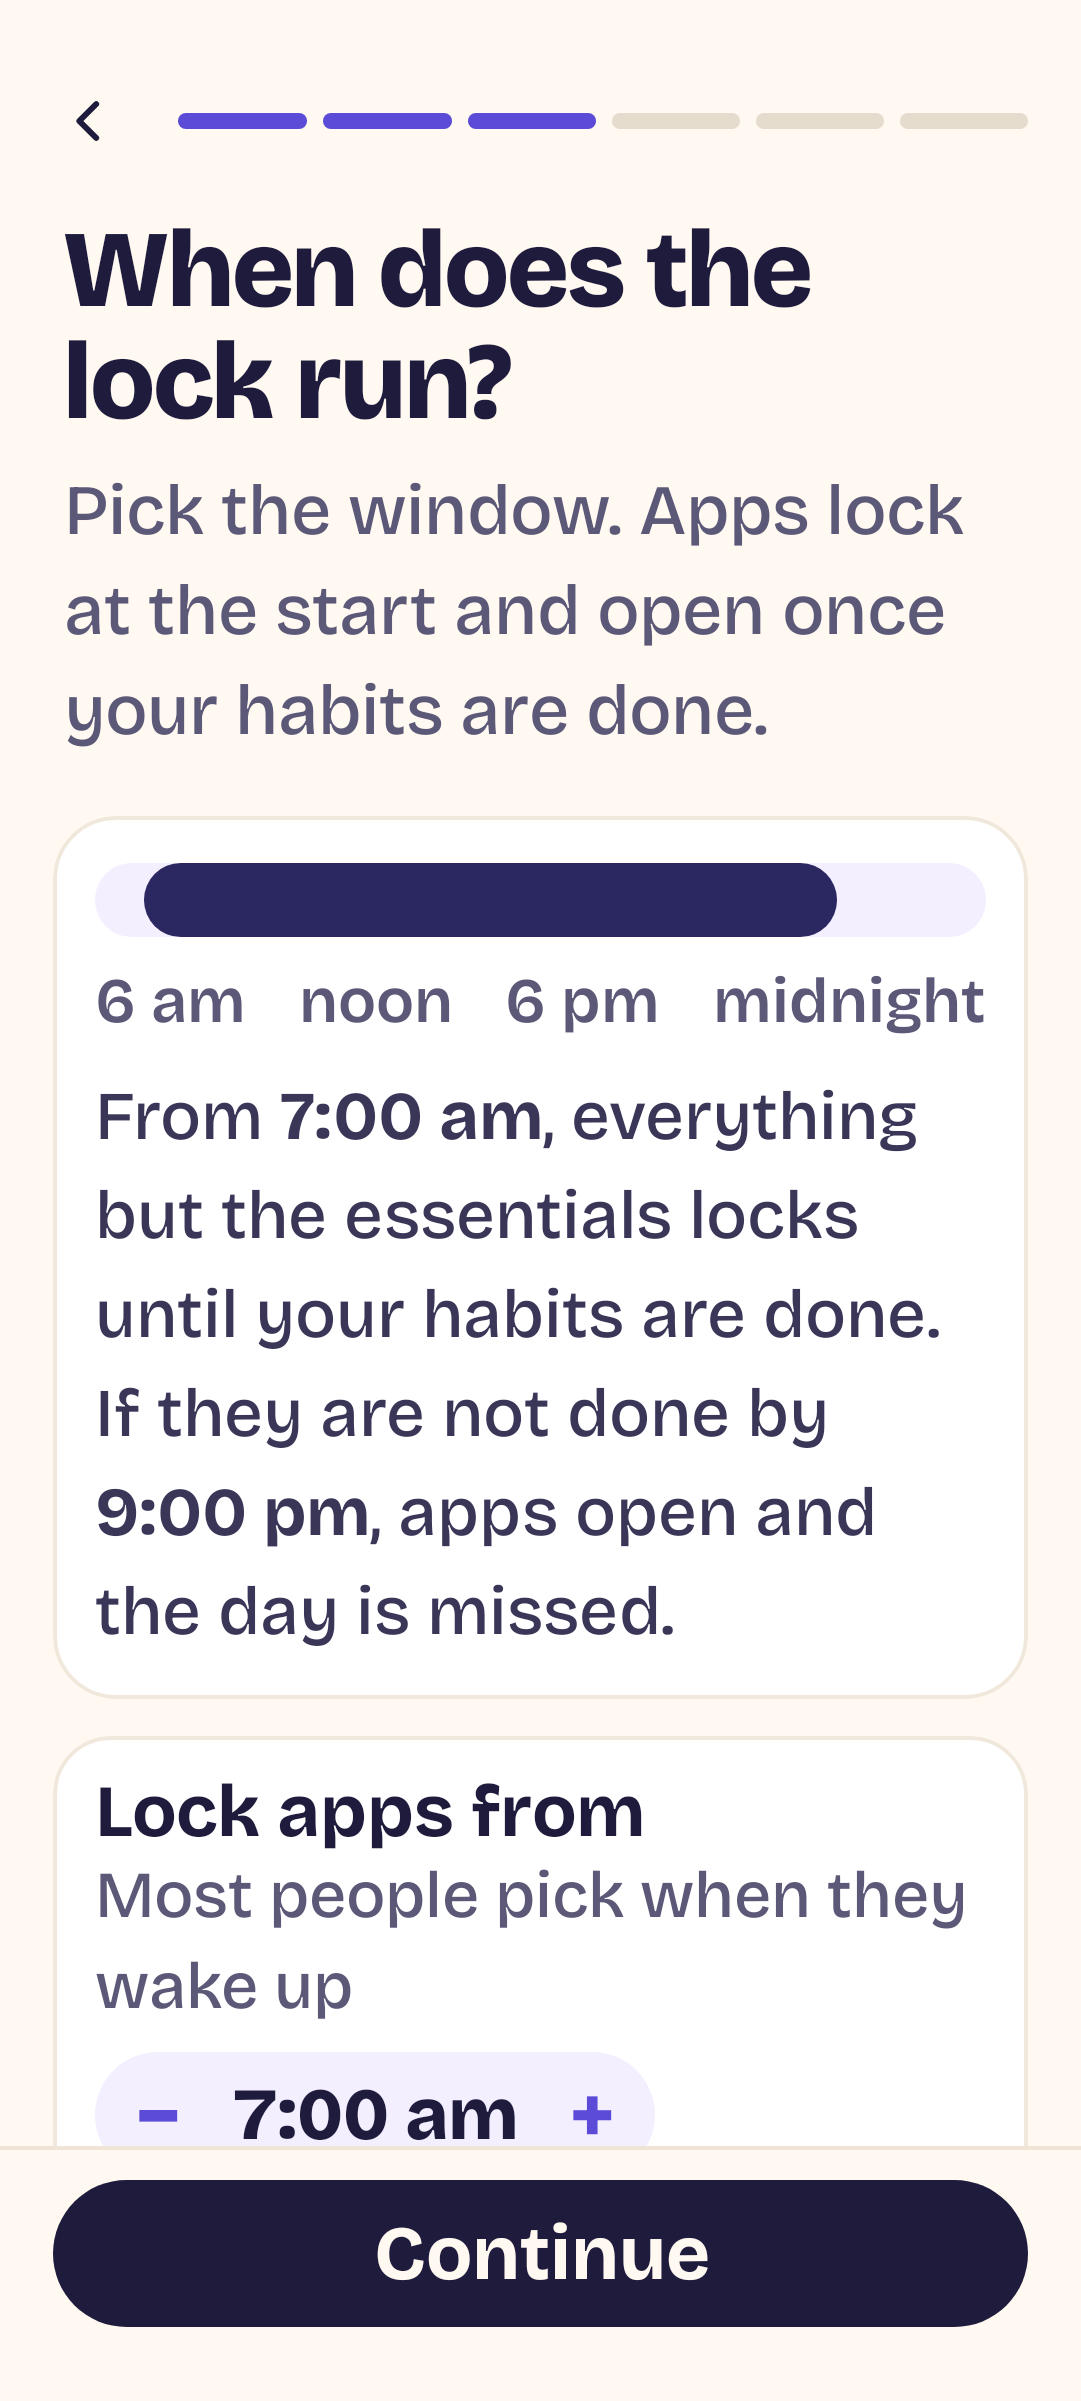 When does the
lock run?
Pick the window. Apps lock
at the start and open once
your habits are done.
6 am noon 6 pm midnight
From 7:00 am, everything
but the essentials locks
until your habits are done.
If they are not done by
9:00 pm, apps open and
the day is missed.
Lock apps from
Most people pick when they
wake up
− 7:00 am +
Continue